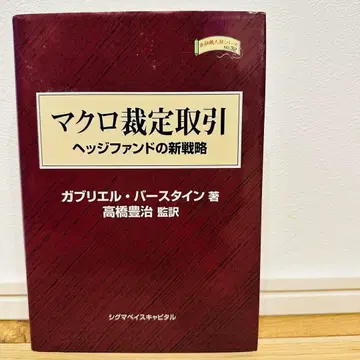 マクロ裁定取引
ヘッジファンドの新戦略
ガブリエル・バースタイン 著
高橋豊治 監訳
シグマベイスキャピタル